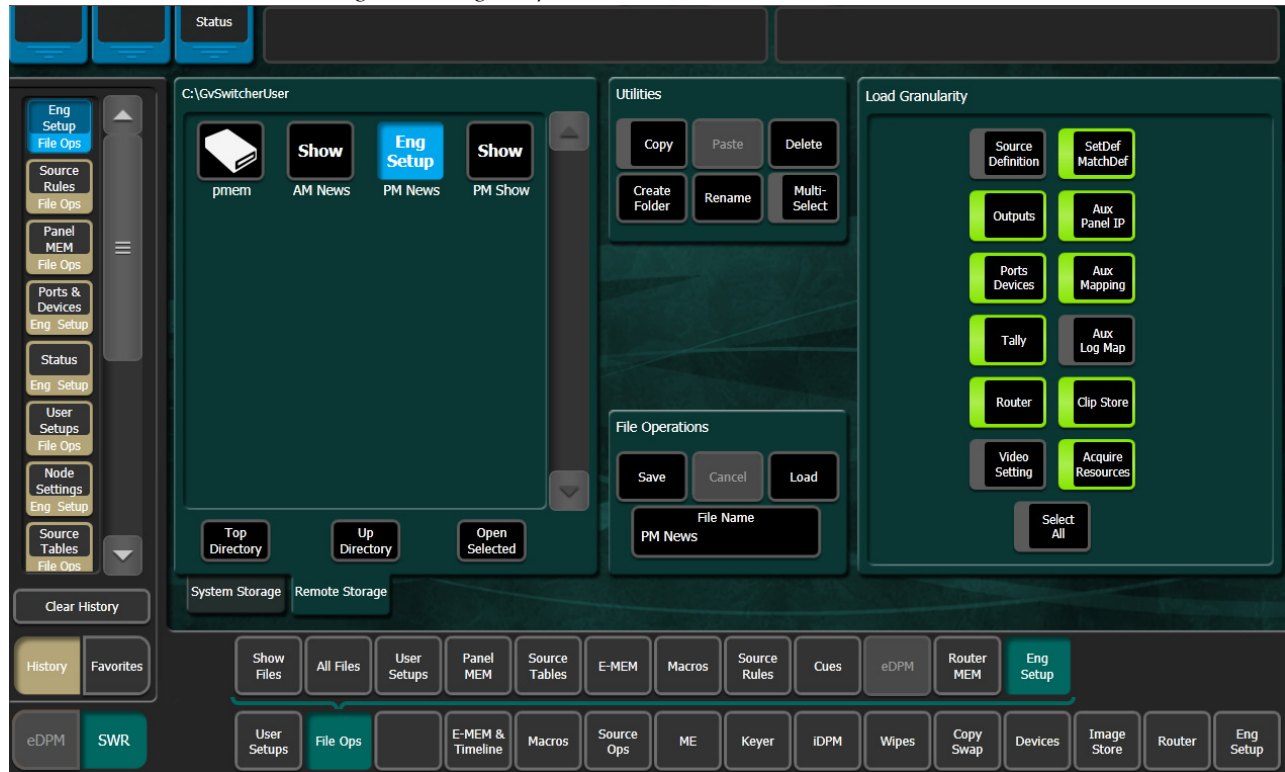 Status
Eng
Setup
File Ops
Source
Rules
File Ops
Panel
MEM
File Ops
Ports &
Devices
Eng Setup
Status
Eng Setup
User
Setups
File Ops
Node
Settings
Eng Setup
Source
Tables
File Ops
Clear History
History
Favorites
eDPM
SWR
C:\GvSwitcherUser
pmem
Show
AM News
Eng
Setup
PM News
Show
PM Show
Top
Directory
Up
Directory
Open
Selected
System Storage
Remote Storage
Utilities
Copy
Paste
Delete
Create
Folder
Rename
Multi-
Select
File Operations
Save
Cancel
Load
File Name
PM News
Load Granularity
Source
Definition
SetDef
MatchDef
Outputs
Aux
Panel IP
Ports
Devices
Aux
Mapping
Tally
Aux
Log Map
Router
Clip Store
Video
Setting
Acquire
Resources
Select
All
Show
Files
All Files
User
Setups
Panel
MEM
Source
Tables
E-MEM
Macros
Source
Rules
Cues
eDPM
Router
MEM
Eng
Setup
User
Setups
File Ops
E-MEM &
Timeline
Macros
Source
Ops
ME
Keyer
iDPM
Wipes
Copy
Swap
Devices
Image
Store
Router
Eng
Setup